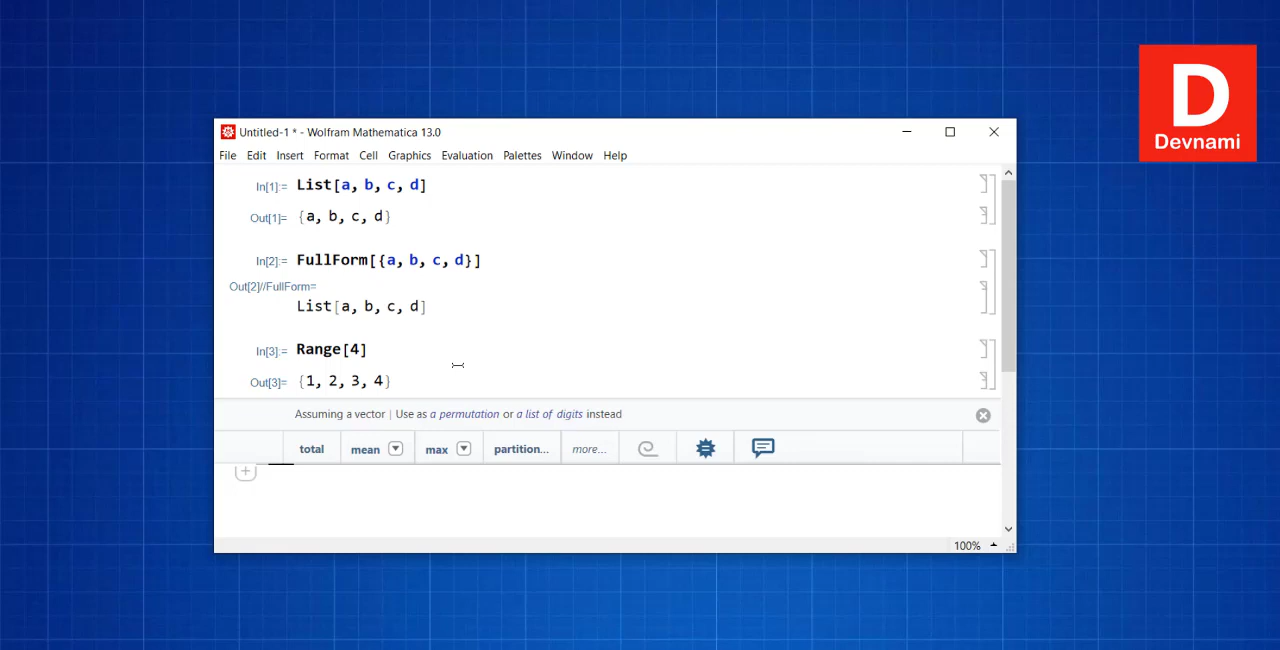 D
Devnami
Untitled-1 * - Wolfram Mathematica 13.0
File Edit Insert Format Cell Graphics Evaluation Palettes Window Help
In[1]:= List[a, b, c, d]
Out[1]= {a, b, c, d}
In[2]:= FullForm[{a, b, c, d}]
Out[2]//FullForm=
List[a, b, c, d]
In[3]:= Range[4]
Out[3]= {1, 2, 3, 4}
Assuming a vector | Use as a permutation or a list of digits instead
total mean max partition... more...
100%